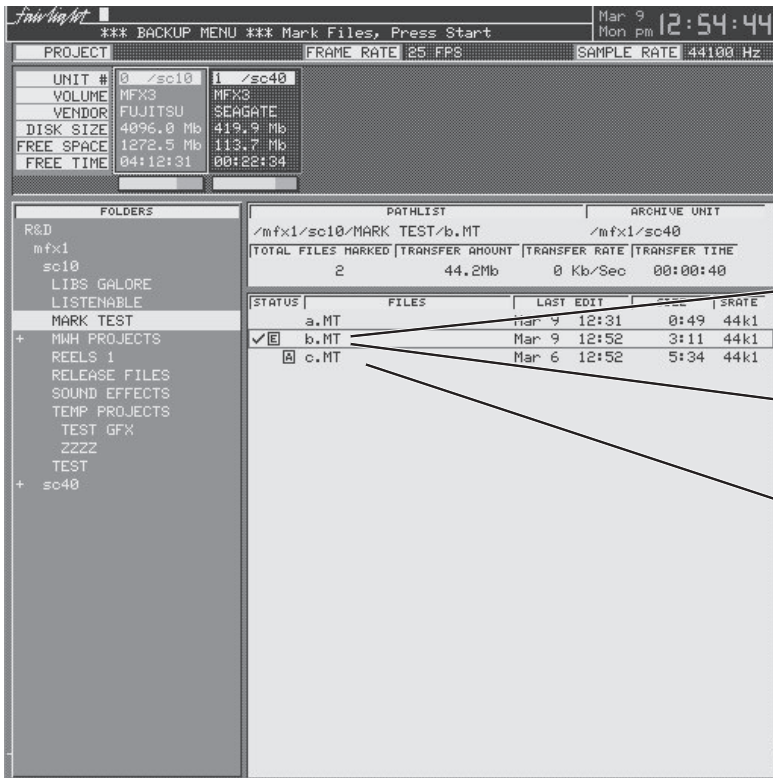 fairlight
*** BACKUP MENU *** Mark Files, Press Start
Mar 9
Mon pm 12:54:44
PROJECT FRAME RATE 25 FPS SAMPLE RATE 44100 Hz
UNIT # 0 /sc10 1 /sc40
VOLUME MFX3 MFX3
VENDOR FUJITSU SEAGATE
DISK SIZE 4096.0 Mb 419.9 Mb
FREE SPACE 1272.5 Mb 113.7 Mb
FREE TIME 04:12:31 00:22:34
FOLDERS
R&D
mfx1
sc10
LIBS GALORE
LISTENABLE
MARK TEST
+ MWH PROJECTS
REELS 1
RELEASE FILES
SOUND EFFECTS
TEMP PROJECTS
TEST GFX
ZZZZ
TEST
+ sc40
PATHLIST ARCHIVE UNIT
/mfx1/sc10/MARK TEST/b.MT /mfx1/sc40
TOTAL FILES MARKED TRANSFER AMOUNT TRANSFER RATE TRANSFER TIME
2 44.2Mb 0 Kb/Sec 00:00:40
STATUS FILES LAST EDIT SIZE SRATE
a.MT Mar 9 12:31 0:49 44k1
✓ E b.MT Mar 9 12:52 3:11 44k1
A c.MT Mar 6 12:52 5:34 44k1